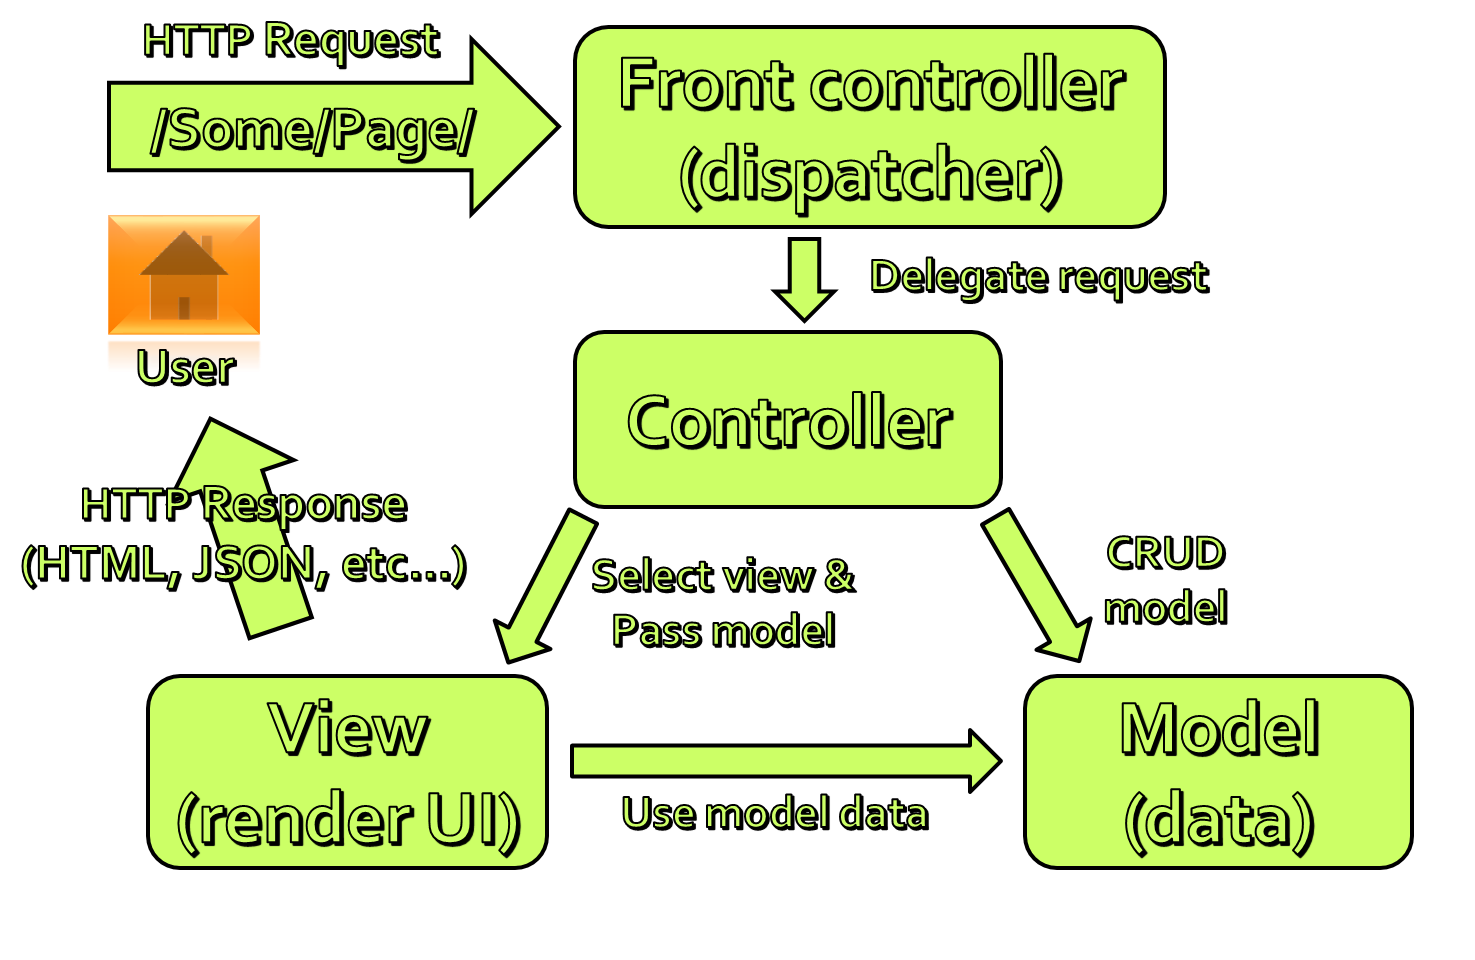 HTTP Request
/Some/Page/
Front controller
(dispatcher)
Delegate request
User
Controller
HTTP Response
(HTML, JSON, etc...)
Select view &
Pass model
CRUD
model
View
(render UI)
Use model data
Model
(data)